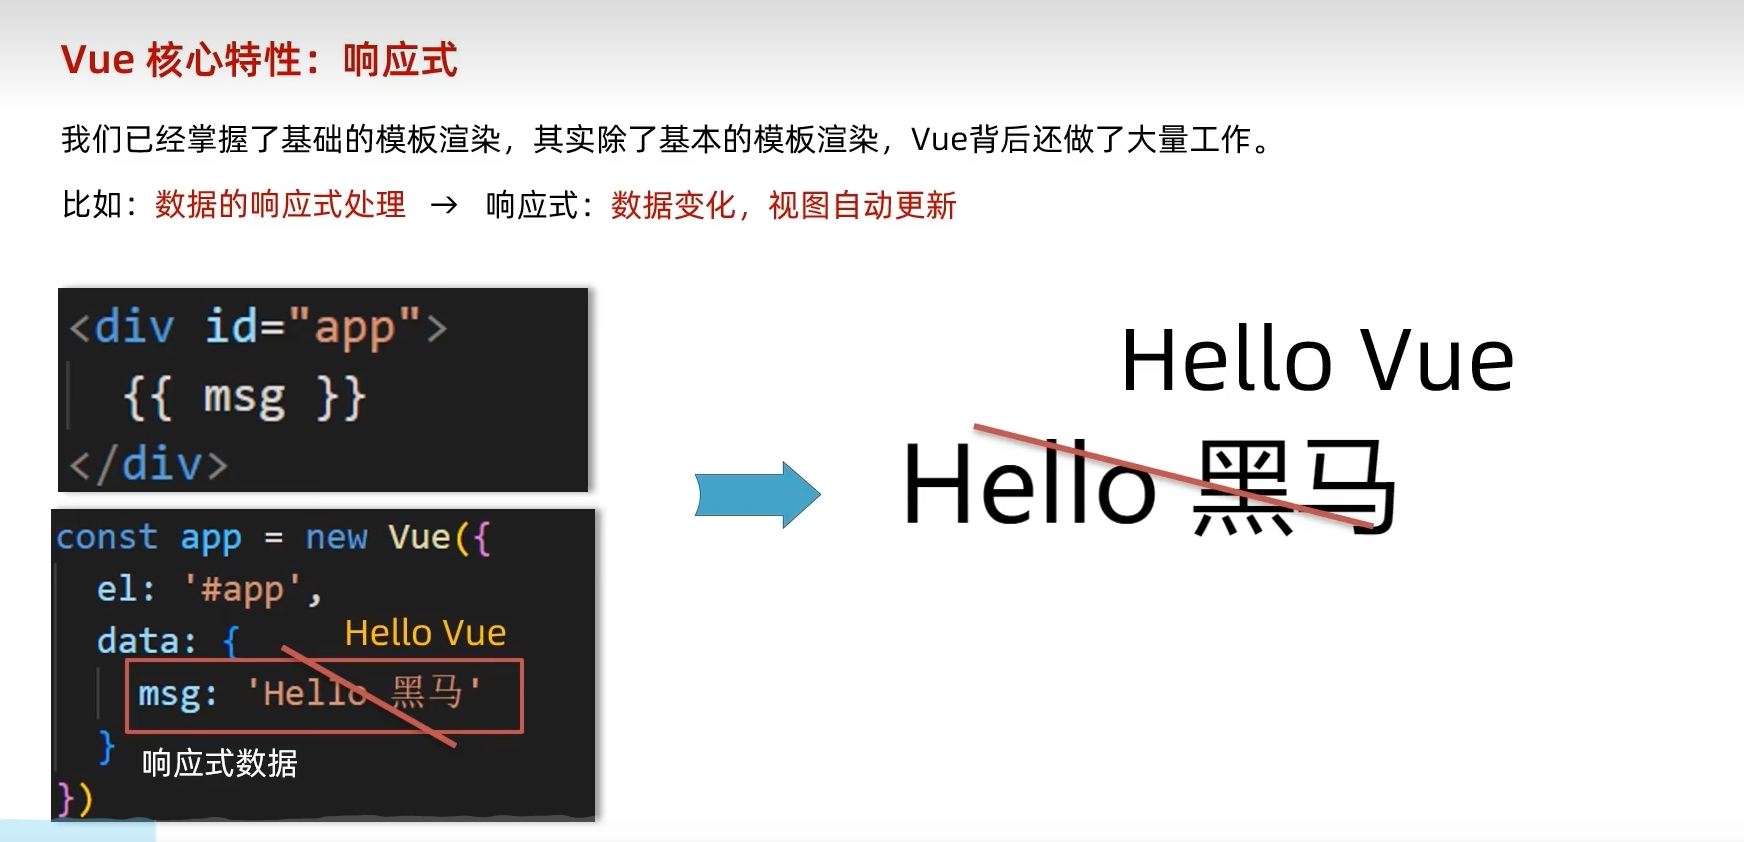 Vue 核心特性：响应式
我们已经掌握了基础的模板渲染，其实除了基本的模板渲染，Vue背后还做了大量工作。
比如：数据的响应式处理 → 响应式：数据变化，视图自动更新
<div id="app">
{{ msg }}
</div>
const app = new Vue({
el: '#app',
data: {
Hello Vue
msg: 'Hello 黑马'
}
响应式数据
})
Hello Vue
Hello 黑马